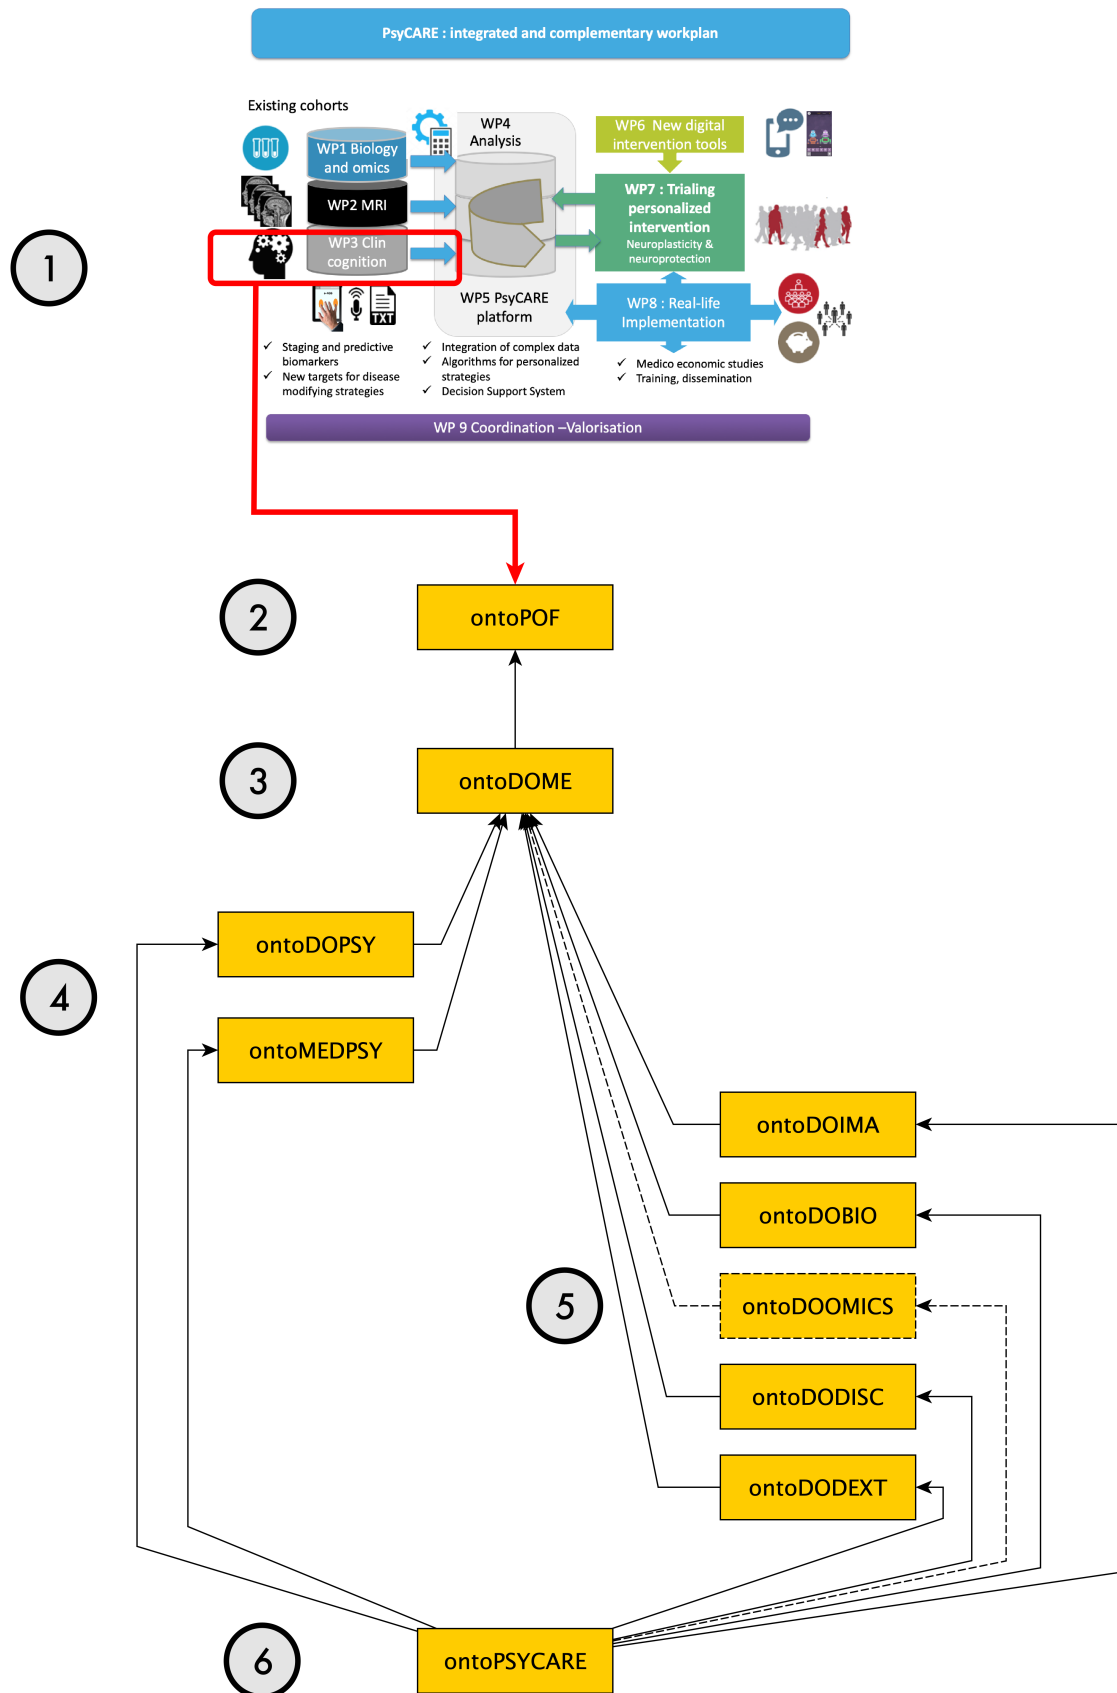 PsyCARE : integrated and complementary workplan
Existing cohorts
WP1 Biology
and omics
WP2 MRI
WP3 Clin
cognition
TXT
WP4
Analysis
WP5 PsyCARE
platform
WP6 New digital
intervention tools
WP7 : Trialing
personalized
intervention
Neuroplasticity &
neuroprotection
WP8 : Real-life
Implementation
✓ Staging and predictive
biomarkers
✓ New targets for disease
modifying strategies
✓ Integration of complex data
✓ Algorithms for personalized
strategies
✓ Decision Support System
✓ Medico economic studies
✓ Training, dissemination
WP 9 Coordination –Valorisation
1
2
ontoPOF
3
ontoDOME
4
ontoDOPSY
ontoMEDPSY
5
ontoDOIMA
ontoDOBIO
ontoDOOMICS
ontoDODISC
ontoDODEXT
6
ontoPSYCARE